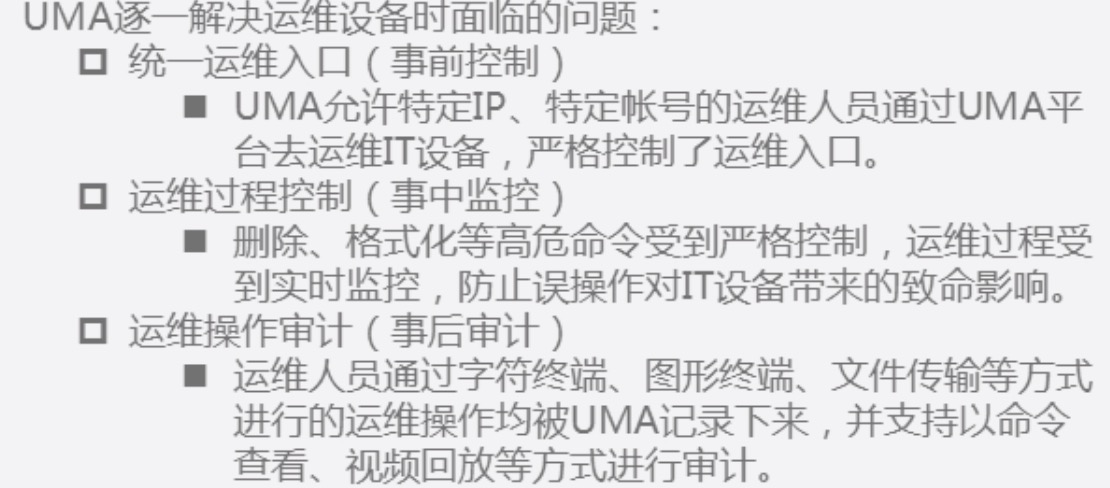 UMA逐一解决运维设备时面临的问题：
统一运维入口（事前控制）
UMA允许特定IP、特定帐号的运维人员通过UMA平
台去运维IT设备，严格控制了运维入口。
运维过程控制（事中监控）
删除、格式化等高危命令受到严格控制，运维过程受
到实时监控，防止误操作对IT设备带来的致命影响。
运维操作审计（事后审计）
运维人员通过字符终端、图形终端、文件传输等方式
进行的运维操作均被UMA记录下来，并支持以命令
查看、视频回放等方式进行审计。